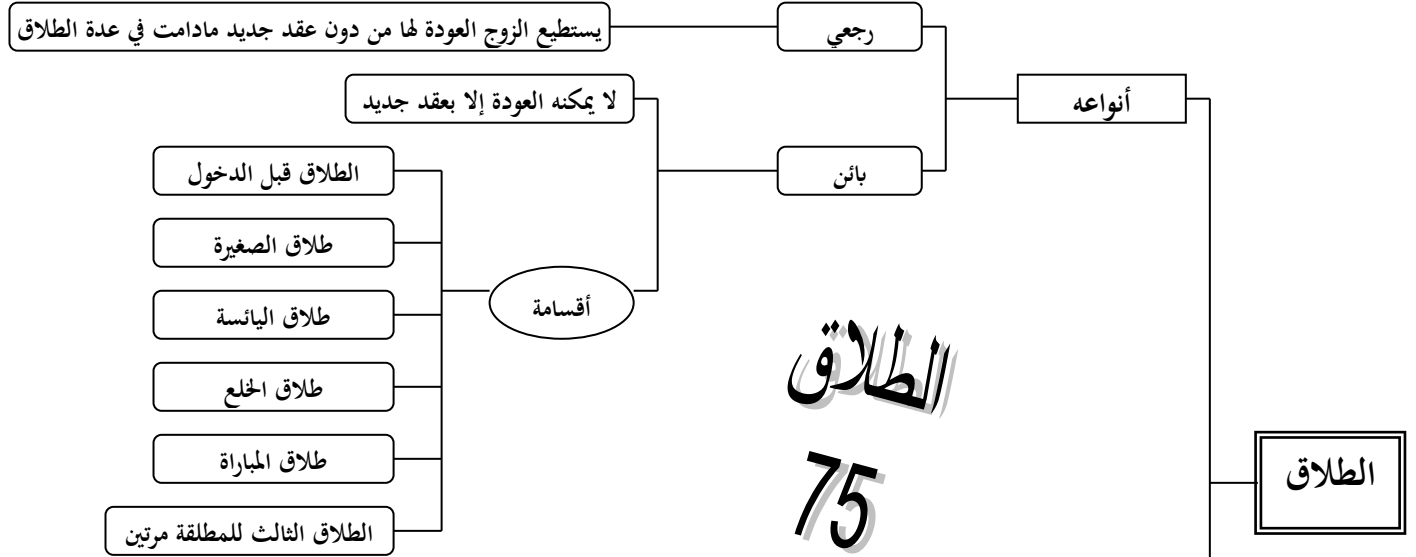 الطلاق
أنواعه
رجعي
يستطيع الزوج العودة لها من دون عقد جديد مادامت في عدة الطلاق
بائن
لا يمكنه العودة إلا بعقد جديد
أقسامة
الطلاق قبل الدخول
طلاق الصغيرة
طلاق اليائسة
طلاق الخلع
طلاق المباراة
الطلاق الثالث للمطلقة مرتين
الطلاق
75